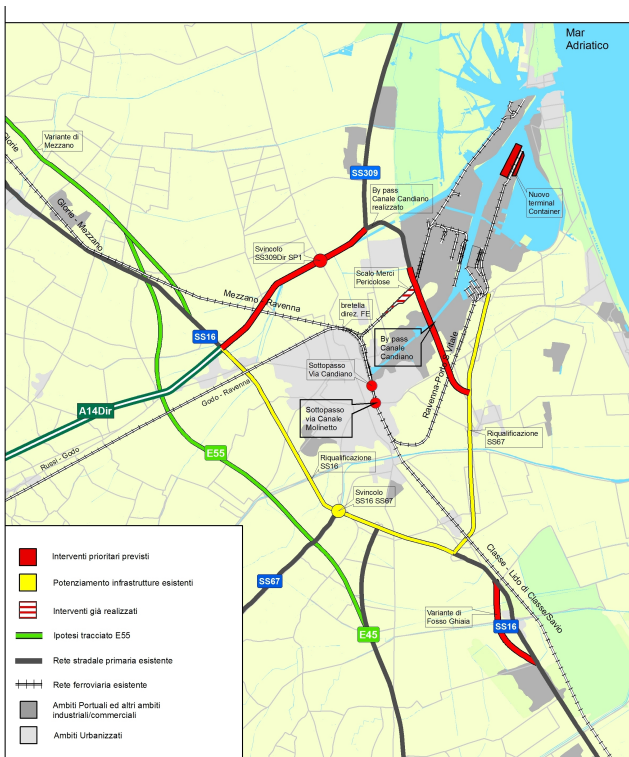 Mar
Adriatico
Variante di
Mezzano
Glorie
Glorie - Mezzano
SS309
By pass
Canale Candiano
realizzato
Nuovo
terminal
Container
Svincolo
SS309Dir SP1
Scalo Merci
Pericolose
Mezzano - Ravenna
bretella
direz. FE
SS16
By pass
Canale
Candiano
Ravenna-Porto e Vitale
Sottopasso
Via Candiano
A14Dir
Godo - Ravenna
Sottopasso
via Canale
Molinetto
Russi - Godo
E55
Riqualificazione
SS67
Riqualificazione
SS16
Svincolo
SS16 SS67
SS67
Classe - Lido di Classe/Savio
Variante di
Fosso Ghiaia
SS16
E45
Interventi prioritari previsti
Potenziamento infrastrutture esistenti
Interventi già realizzati
Ipotesi tracciato E55
Rete stradale primaria esistente
Rete ferroviaria esistente
Ambiti Portuali ed altri ambiti
industriali/commerciali
Ambiti Urbanizzati